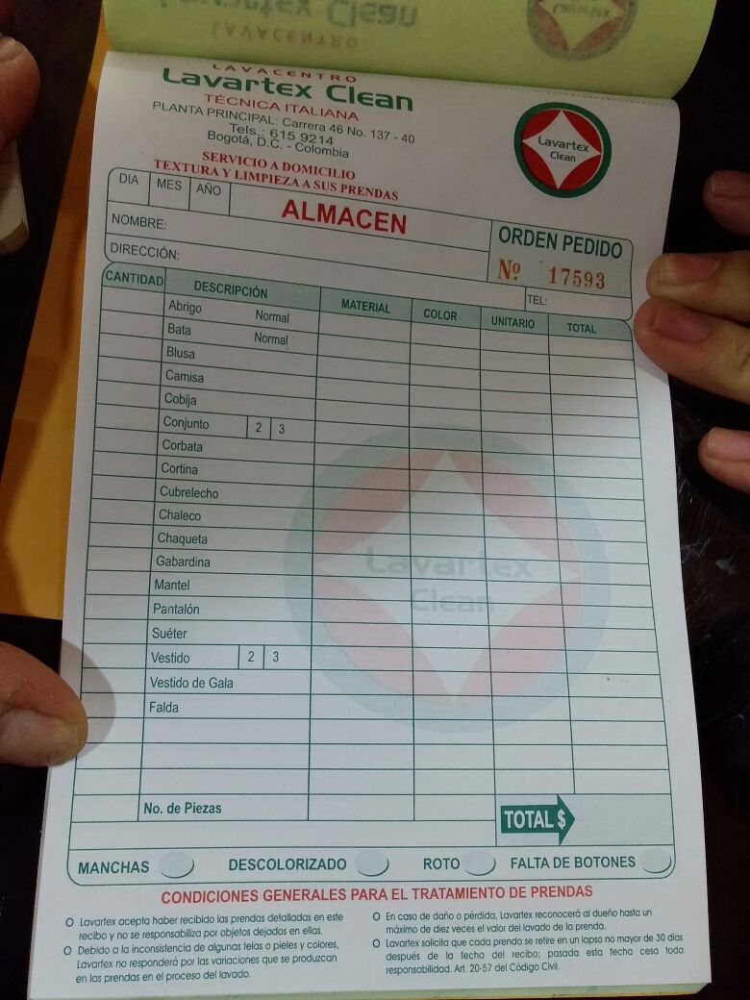 LAVACENTRO
Lavartex Clean
TÉCNICA ITALIANA
PLANTA PRINCIPAL: Carrera 46 No. 137 - 40
Tels.: 615 9214
Bogotá, D.C. - Colombia
SERVICIO A DOMICILIO
TEXTURA Y LIMPIEZA A SUS PRENDAS
Lavartex
Clean
DIA MES AÑO
ALMACEN
ORDEN PEDIDO
Nº 17593
NOMBRE:
DIRECCIÓN:
TEL:
CANTIDAD DESCRIPCIÓN MATERIAL COLOR UNITARIO TOTAL
Abrigo Normal
Bata Normal
Blusa
Camisa
Cobija
Conjunto 2 3
Corbata
Cortina
Cubrelecho
Chaleco
Chaqueta
Gabardina
Mantel
Pantalón
Suéter
Vestido 2 3
Vestido de Gala
Falda
Lavartex
Clean
No. de Piezas
TOTAL $
MANCHAS DESCOLORIZADO ROTO FALTA DE BOTONES
CONDICIONES GENERALES PARA EL TRATAMIENTO DE PRENDAS
O Lavartex acepta haber recibido las prendas detalladas en este
recibo y no se responsabiliza por objetos dejados en ellas.
O Debido a la inconsistencia de algunas telas o pieles y colores,
Lavartex no responderá por las variaciones que se produzcan
en las prendas en el proceso del lavado.
O En caso de daño o pérdida, Lavartex reconocerá al dueño hasta un
máximo de diez veces el valor del lavado de la prenda.
O Lavartex solicita que cada prenda se retire en un lapso no mayor de 30 días
después de la fecha del recibo; pasada esta fecha cesa toda
responsabilidad. Art. 20-57 del Código Civil.